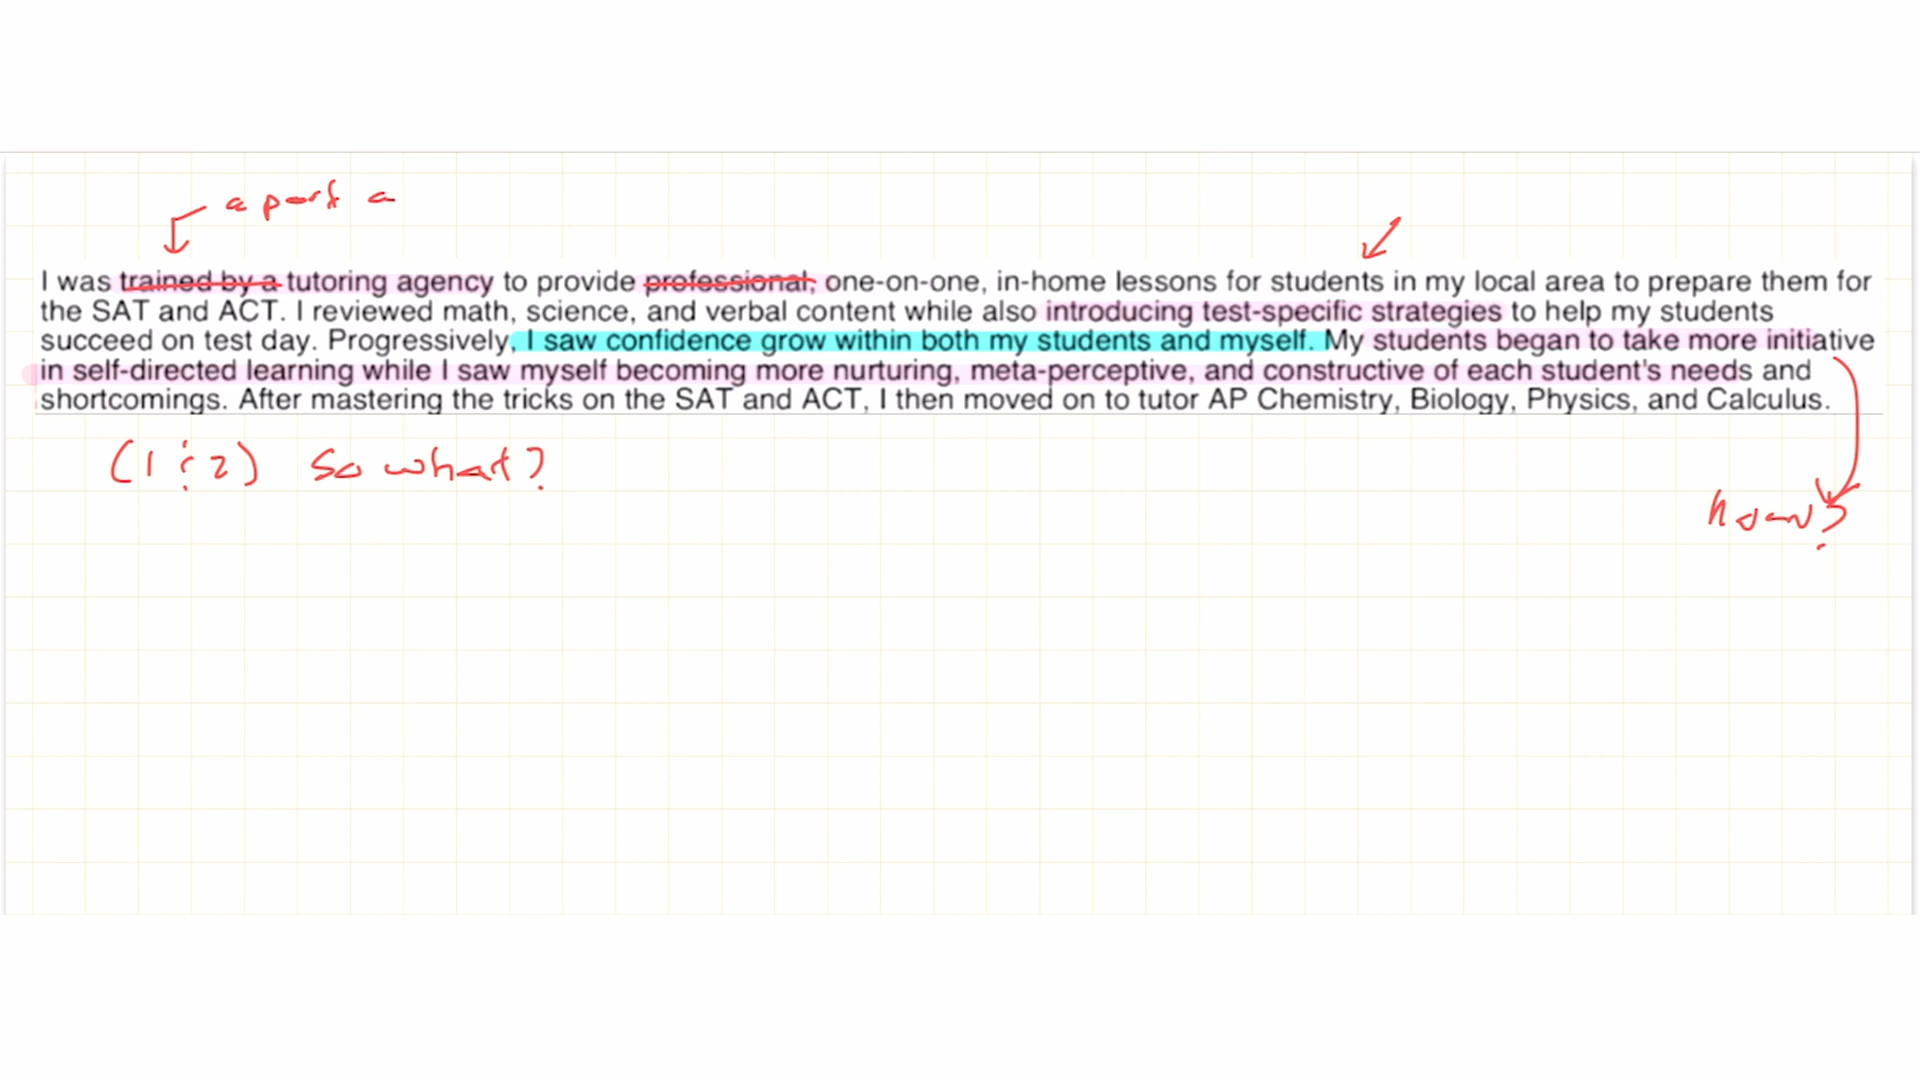 a part a
I was trained by a tutoring agency to provide professional, one-on-one, in-home lessons for students in my local area to prepare them for
the SAT and ACT. I reviewed math, science, and verbal content while also introducing test-specific strategies to help my students
succeed on test day. Progressively, I saw confidence grow within both my students and myself. My students began to take more initiative
in self-directed learning while I saw myself becoming more nurturing, meta-perceptive, and constructive of each student's needs and
shortcomings. After mastering the tricks on the SAT and ACT, I then moved on to tutor AP Chemistry, Biology, Physics, and Calculus.
(1 & 2) So what?
how?